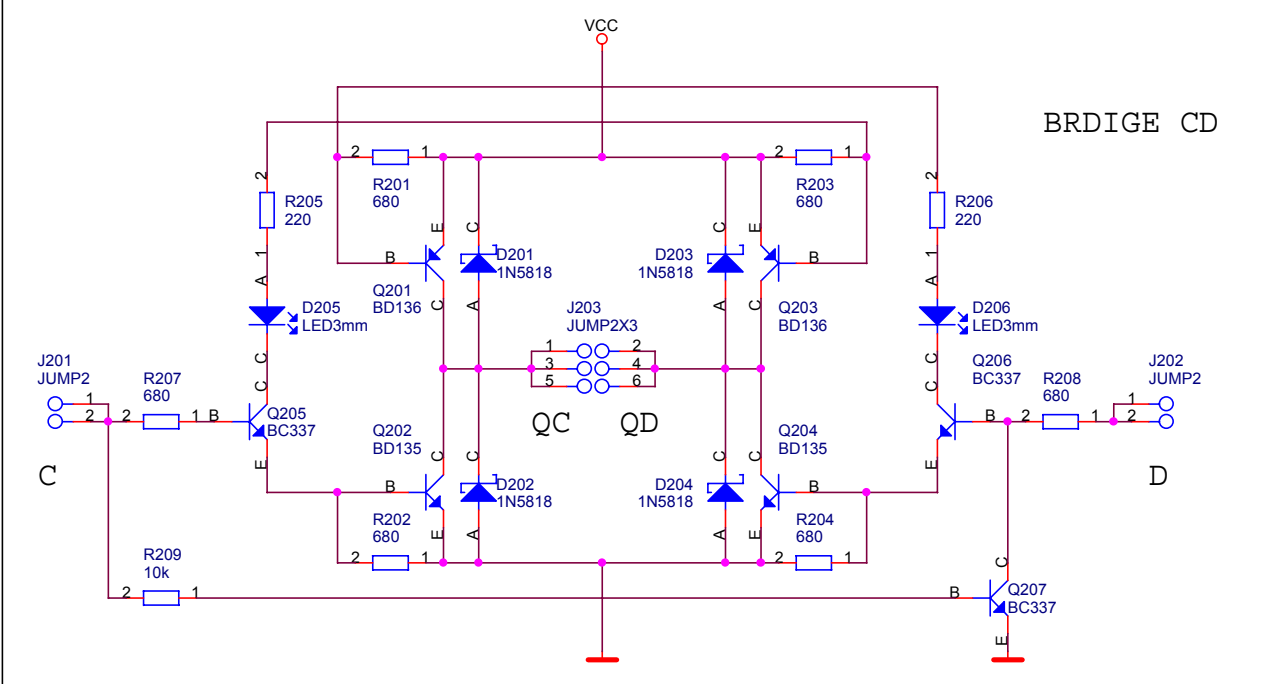 VCC
BRDIGE CD
2 1
R201
680
2 1
R203
680
2
R205
220
1
2
R206
220
1
E C
B
Q201
BD136
C A
D201
1N5818
C E
D203
1N5818
B
Q203
BD136
A C
A
D205
LED3mm
C
A
D206
LED3mm
C
J203
JUMP2X3
1 2
3 4
5 6
QC QD
J201
JUMP2
1
2
C
R207
680
2 1
B
C
Q205
BC337
E
Q206
BC337
C
B
E
R208
680
2 1
J202
JUMP2
1
2
D
Q202
BD135
C C
B
E A
D202
1N5818
Q204
BD135
C C
B
A E
D204
1N5818
R202
680
2 1
R204
680
2 1
R209
10k
2 1
B
C
Q207
BC337
E